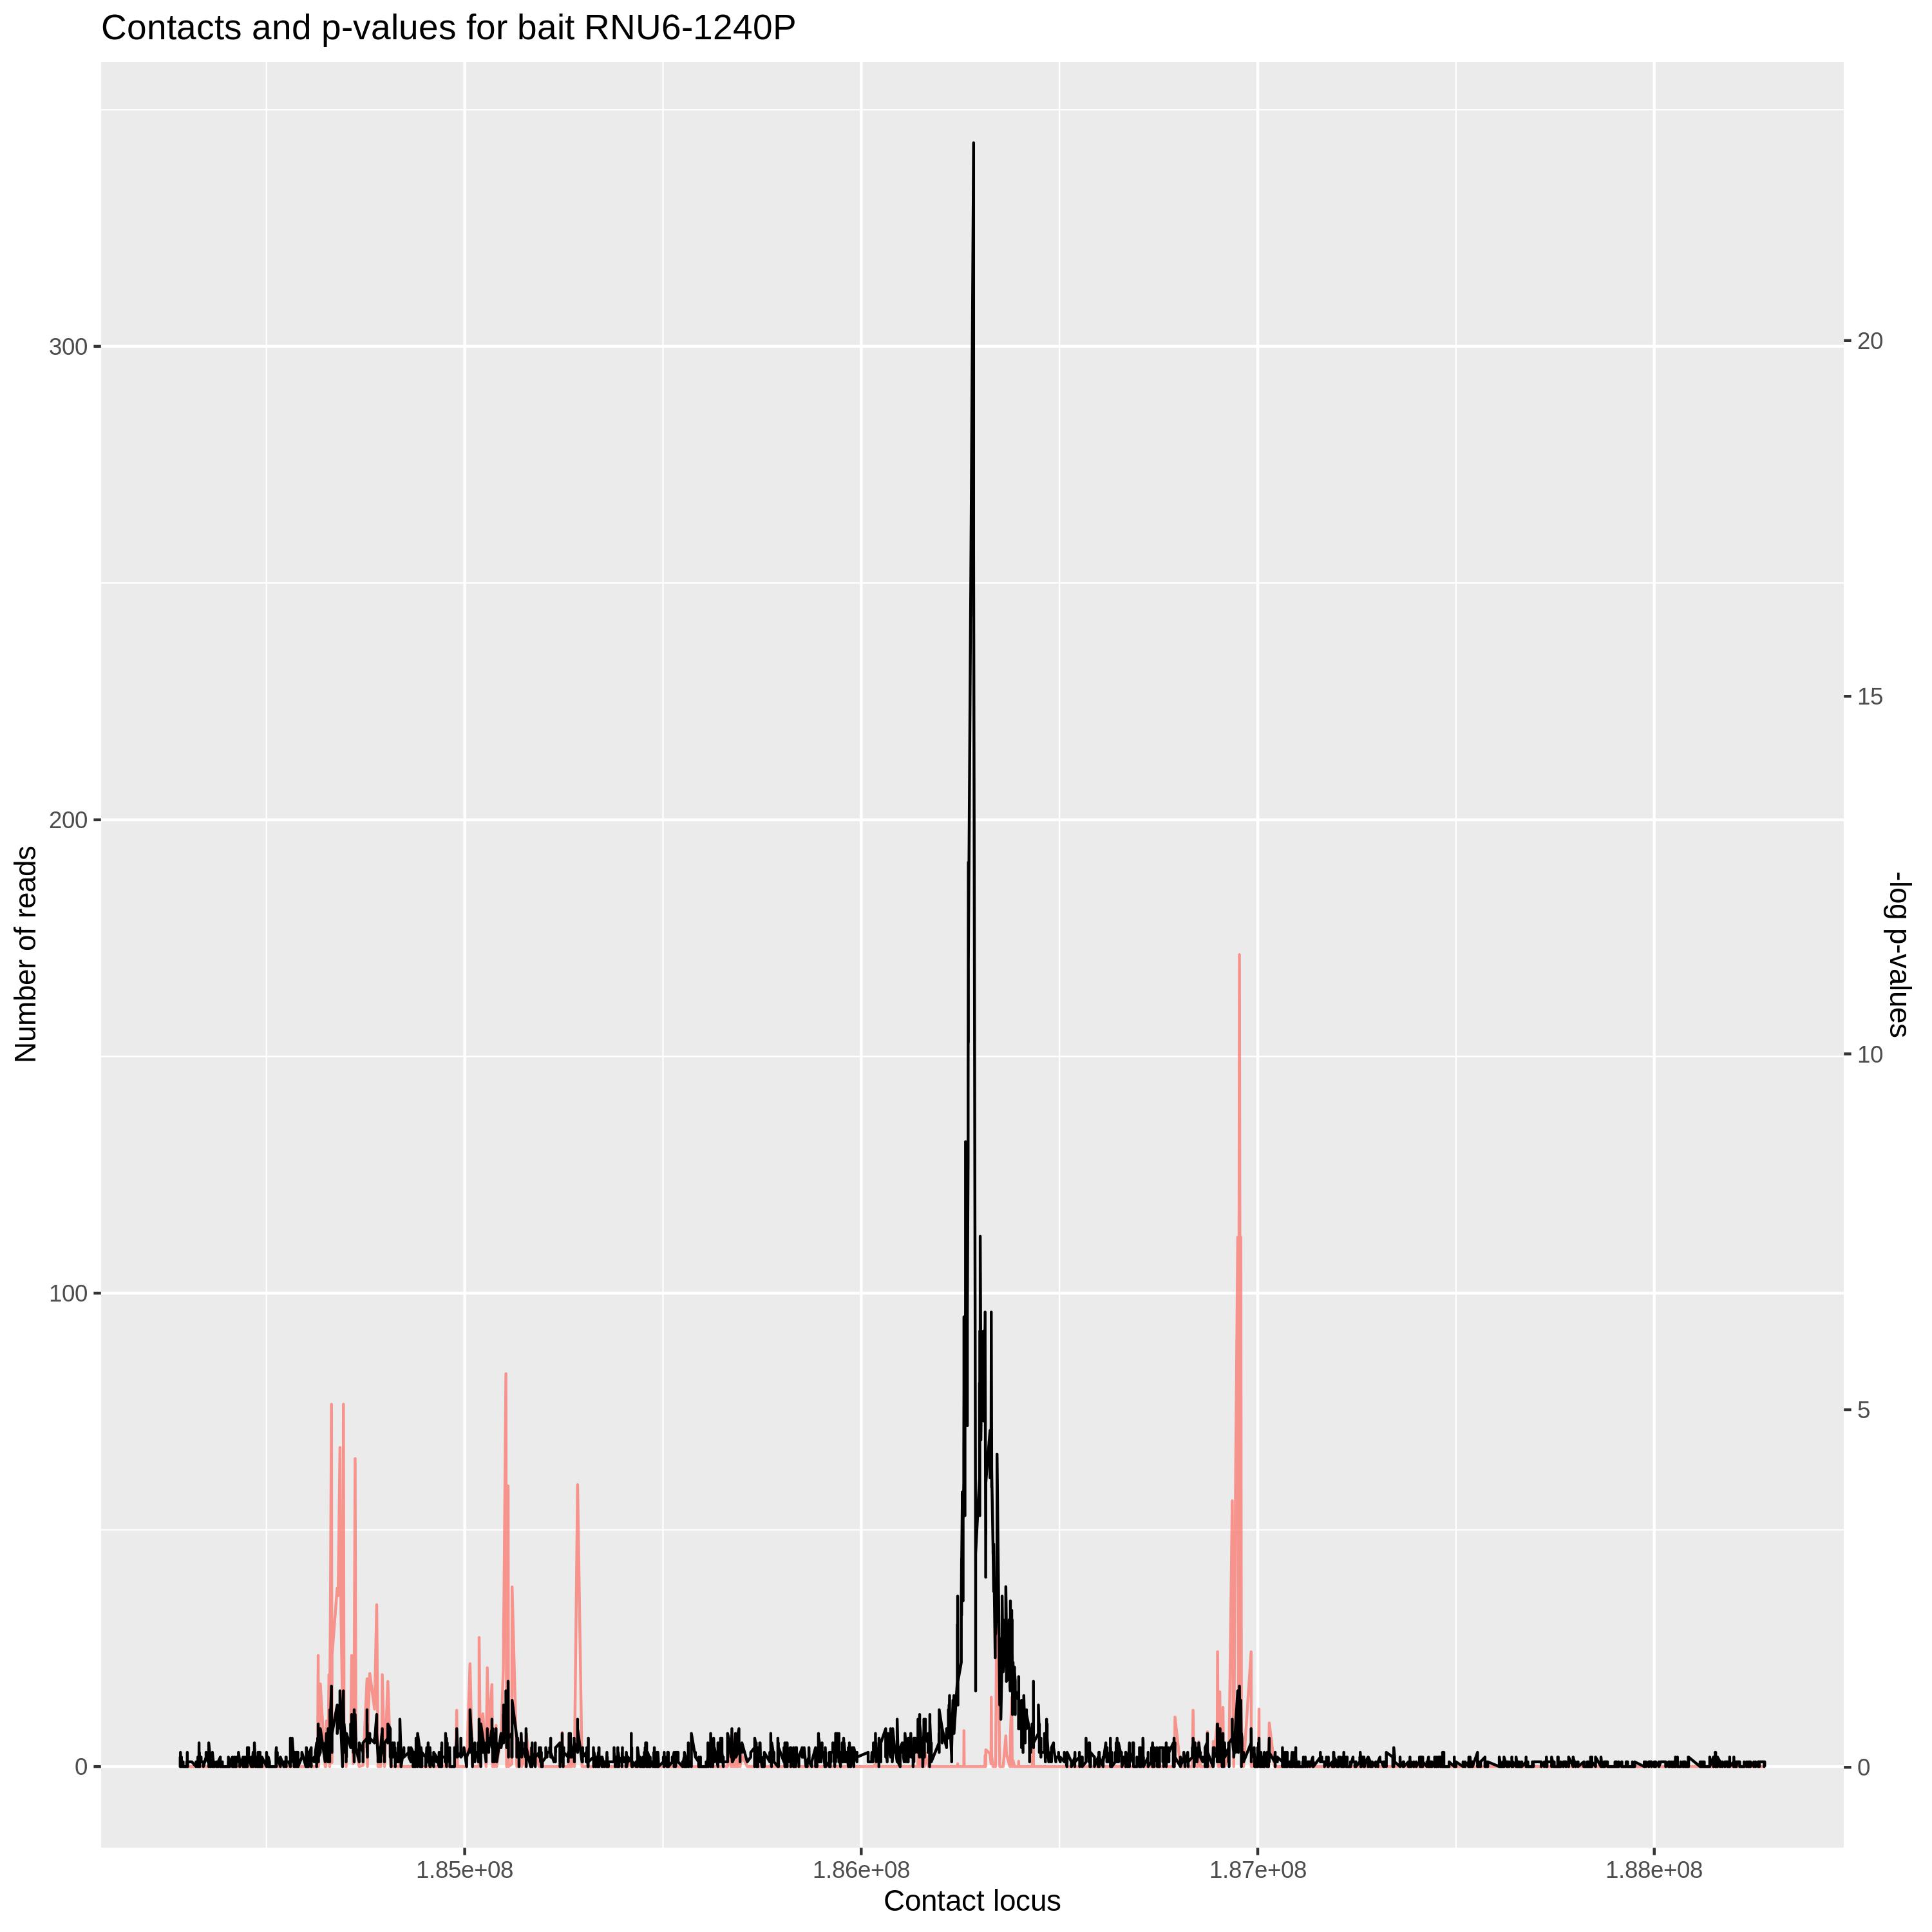 Contacts and p-values for bait RNU6-1240P
300
200
100
0
20
15
10
5
0
Number of reads
-log p-values
1.85e+08 1.86e+08 1.87e+08 1.88e+08
Contact locus